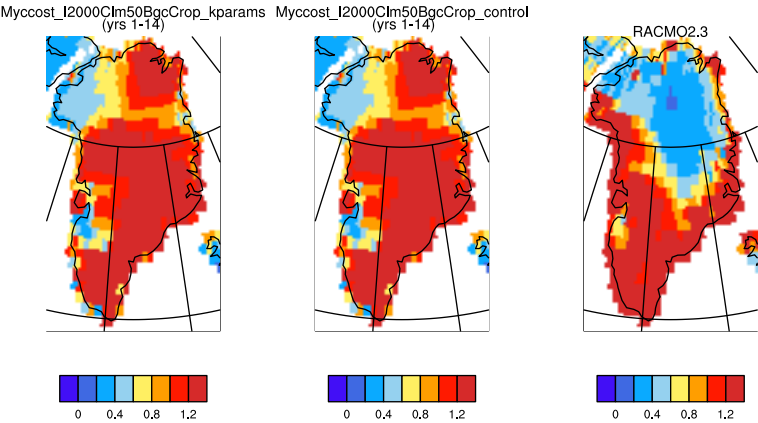 Myccost_I2000Clm50BgcCrop_kparams
(yrs 1-14)
Myccost_I2000Clm50BgcCrop_control
(yrs 1-14)
RACMO2.3
0 0.4 0.8 1.2
0 0.4 0.8 1.2
0 0.4 0.8 1.2